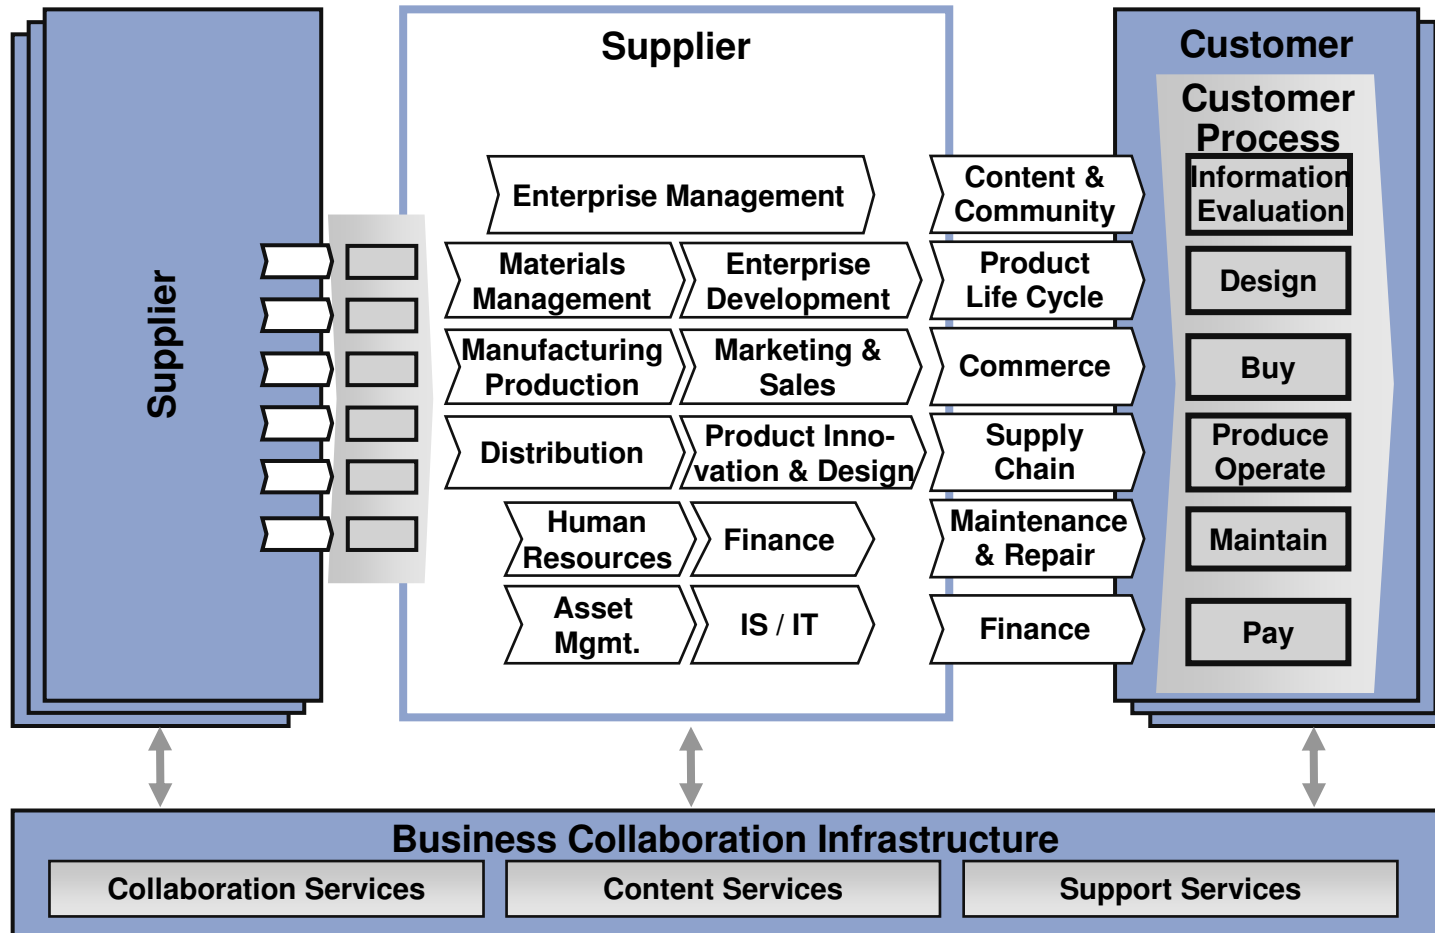 Supplier
Supplier
Enterprise Management
Materials
Management
Enterprise
Development
Manufacturing
Production
Marketing &
Sales
Distribution
Product Inno-
vation & Design
Human
Resources
Finance
Asset
Mgmt.
IS / IT
Content &
Community
Product
Life Cycle
Commerce
Supply
Chain
Maintenance
& Repair
Finance
Customer
Customer
Process
Information
Evaluation
Design
Buy
Produce
Operate
Maintain
Pay
Business Collaboration Infrastructure
Collaboration Services
Content Services
Support Services